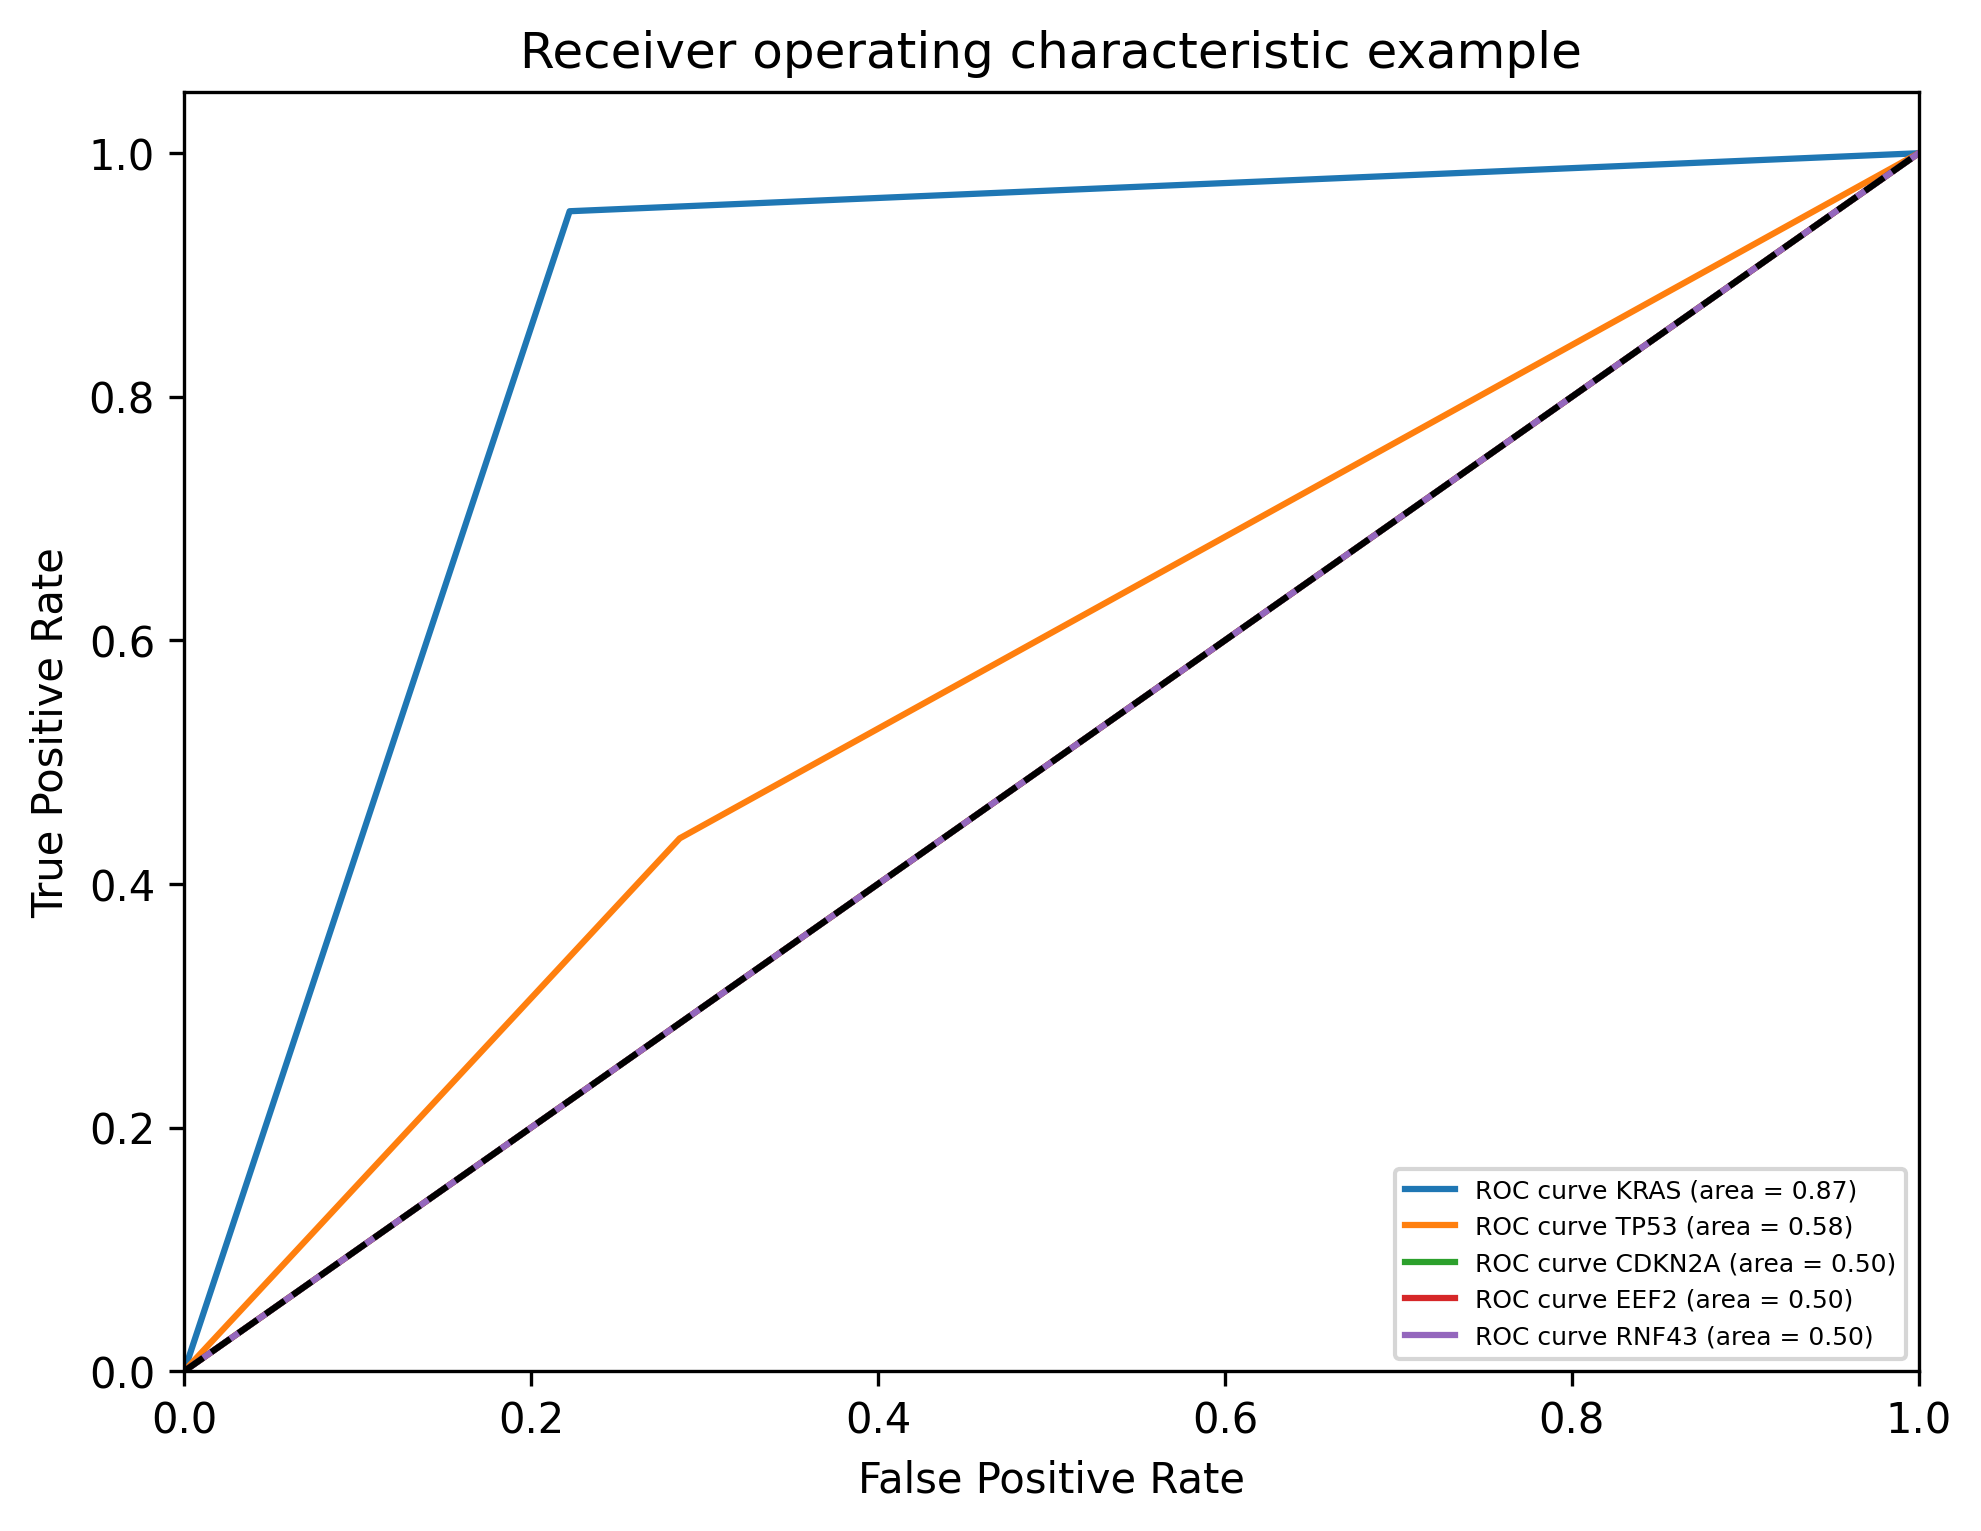 Receiver operating characteristic example
True Positive Rate
1.0
0.8
0.6
0.4
0.2
0.0
ROC curve KRAS (area = 0.87)
ROC curve TP53 (area = 0.58)
ROC curve CDKN2A (area = 0.50)
ROC curve EEF2 (area = 0.50)
ROC curve RNF43 (area = 0.50)
0.0 0.2 0.4 0.6 0.8 1.0
False Positive Rate